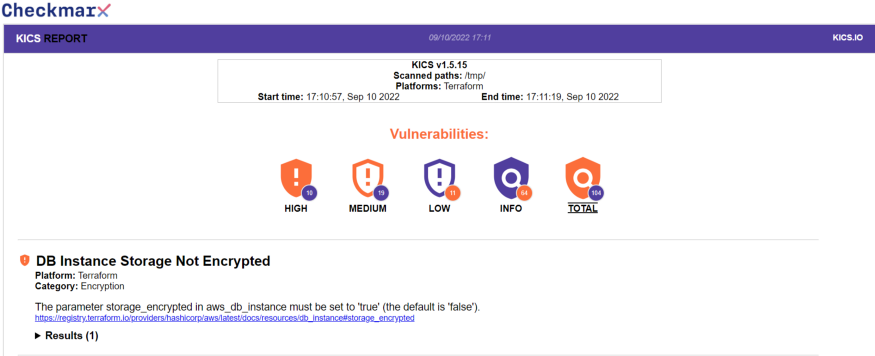 Checkmarx
KICS REPORT 09/10/2022 17:11 KICS.IO
KICS v1.5.15
Scanned paths: /tmp/
Platforms: Terraform
Start time: 17:10:57, Sep 10 2022 End time: 17:11:19, Sep 10 2022
Vulnerabilities:
10 19 11 64 104
HIGH MEDIUM LOW INFO TOTAL
DB Instance Storage Not Encrypted
Platform: Terraform
Category: Encryption
The parameter storage_encrypted in aws_db_instance must be set to 'true' (the default is 'false').
https://registry.terraform.io/providers/hashicorp/aws/latest/docs/resources/db_instance#storage_encrypted
Results (1)